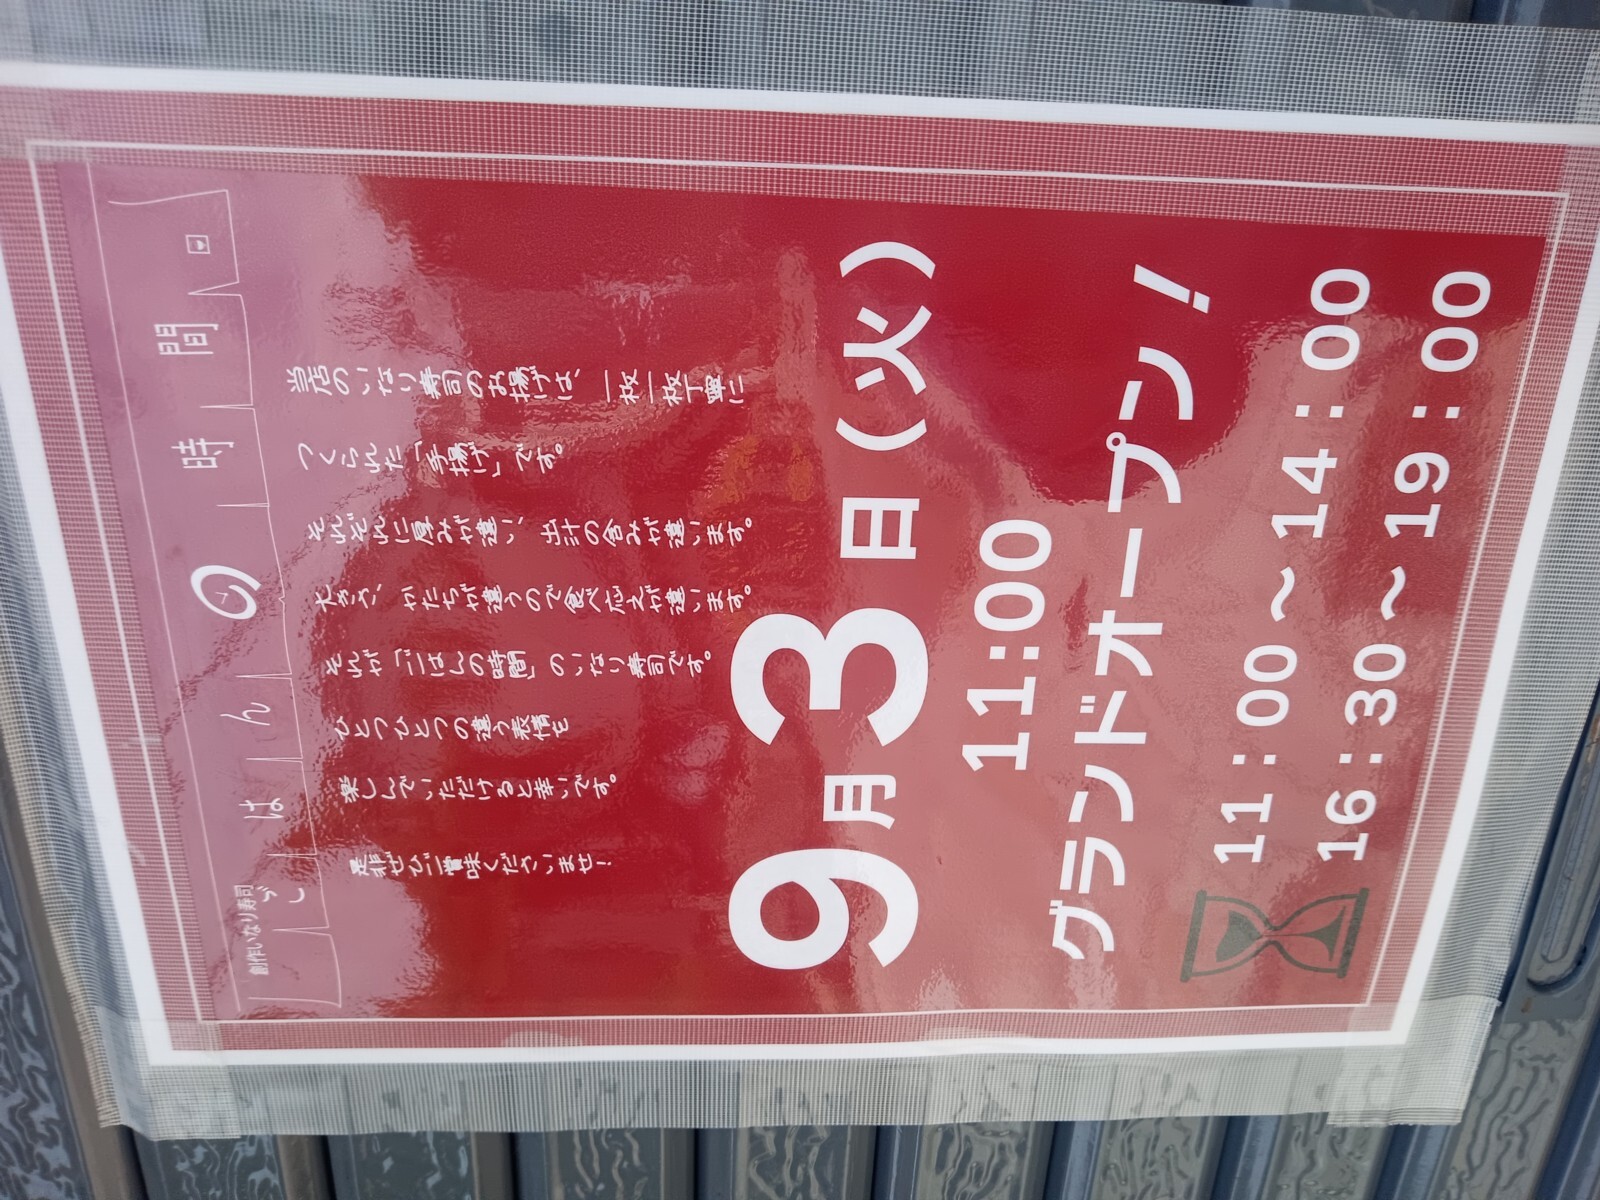 創作いなり寿司
ごはんの時間
当店のいなり寿司のお揚げは、一枚一枚丁寧に
つくられた「手揚げ」です。
それぞれに厚みが違い、出汁の含みが違います。
大きさ、かたちが違うので食べ応えが違います。
それが「ごはんの時間」のいなり寿司です。
ひとつひとつの違う表情を
楽しんでいただけると幸いです。
是非ぜひご賞味くださいませ！
9月3日（火）
11:00
グランドオープン！
11：00〜14：00
16：30〜19：00